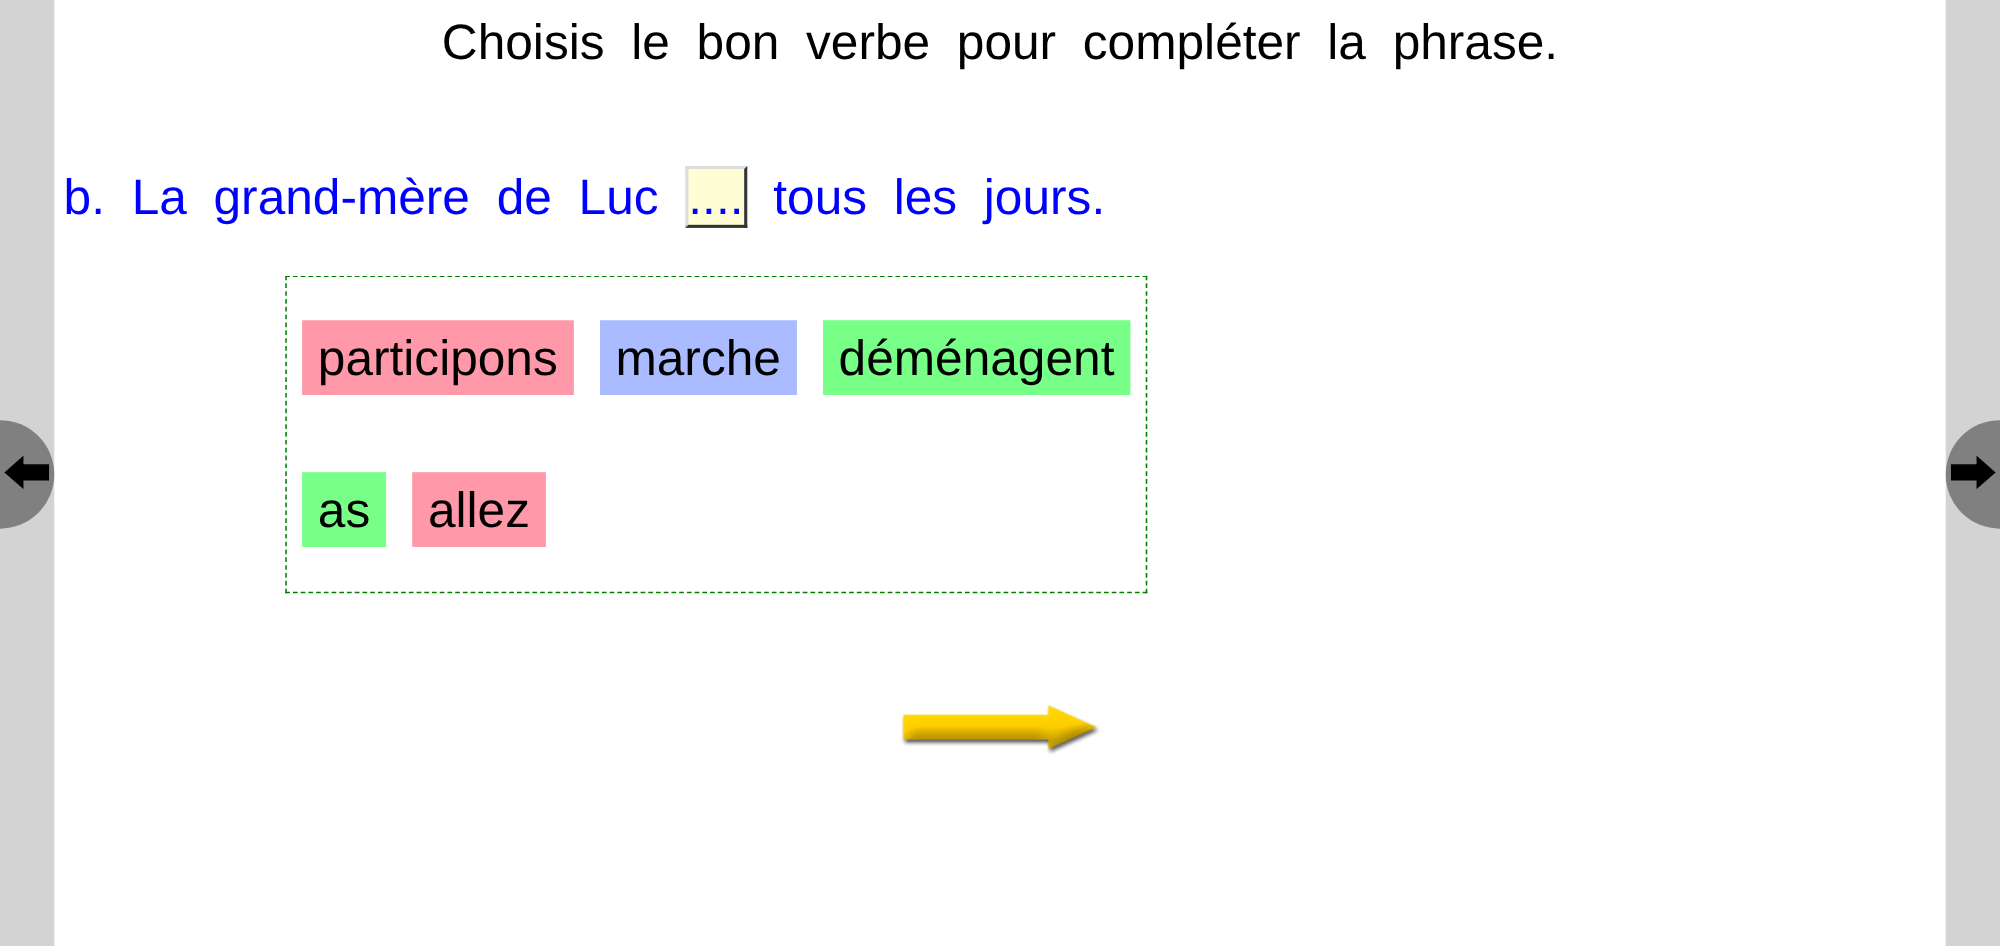 Choisis le bon verbe pour compléter la phrase.
b. La grand-mère de Luc .... tous les jours.
participons marche déménagent
as allez